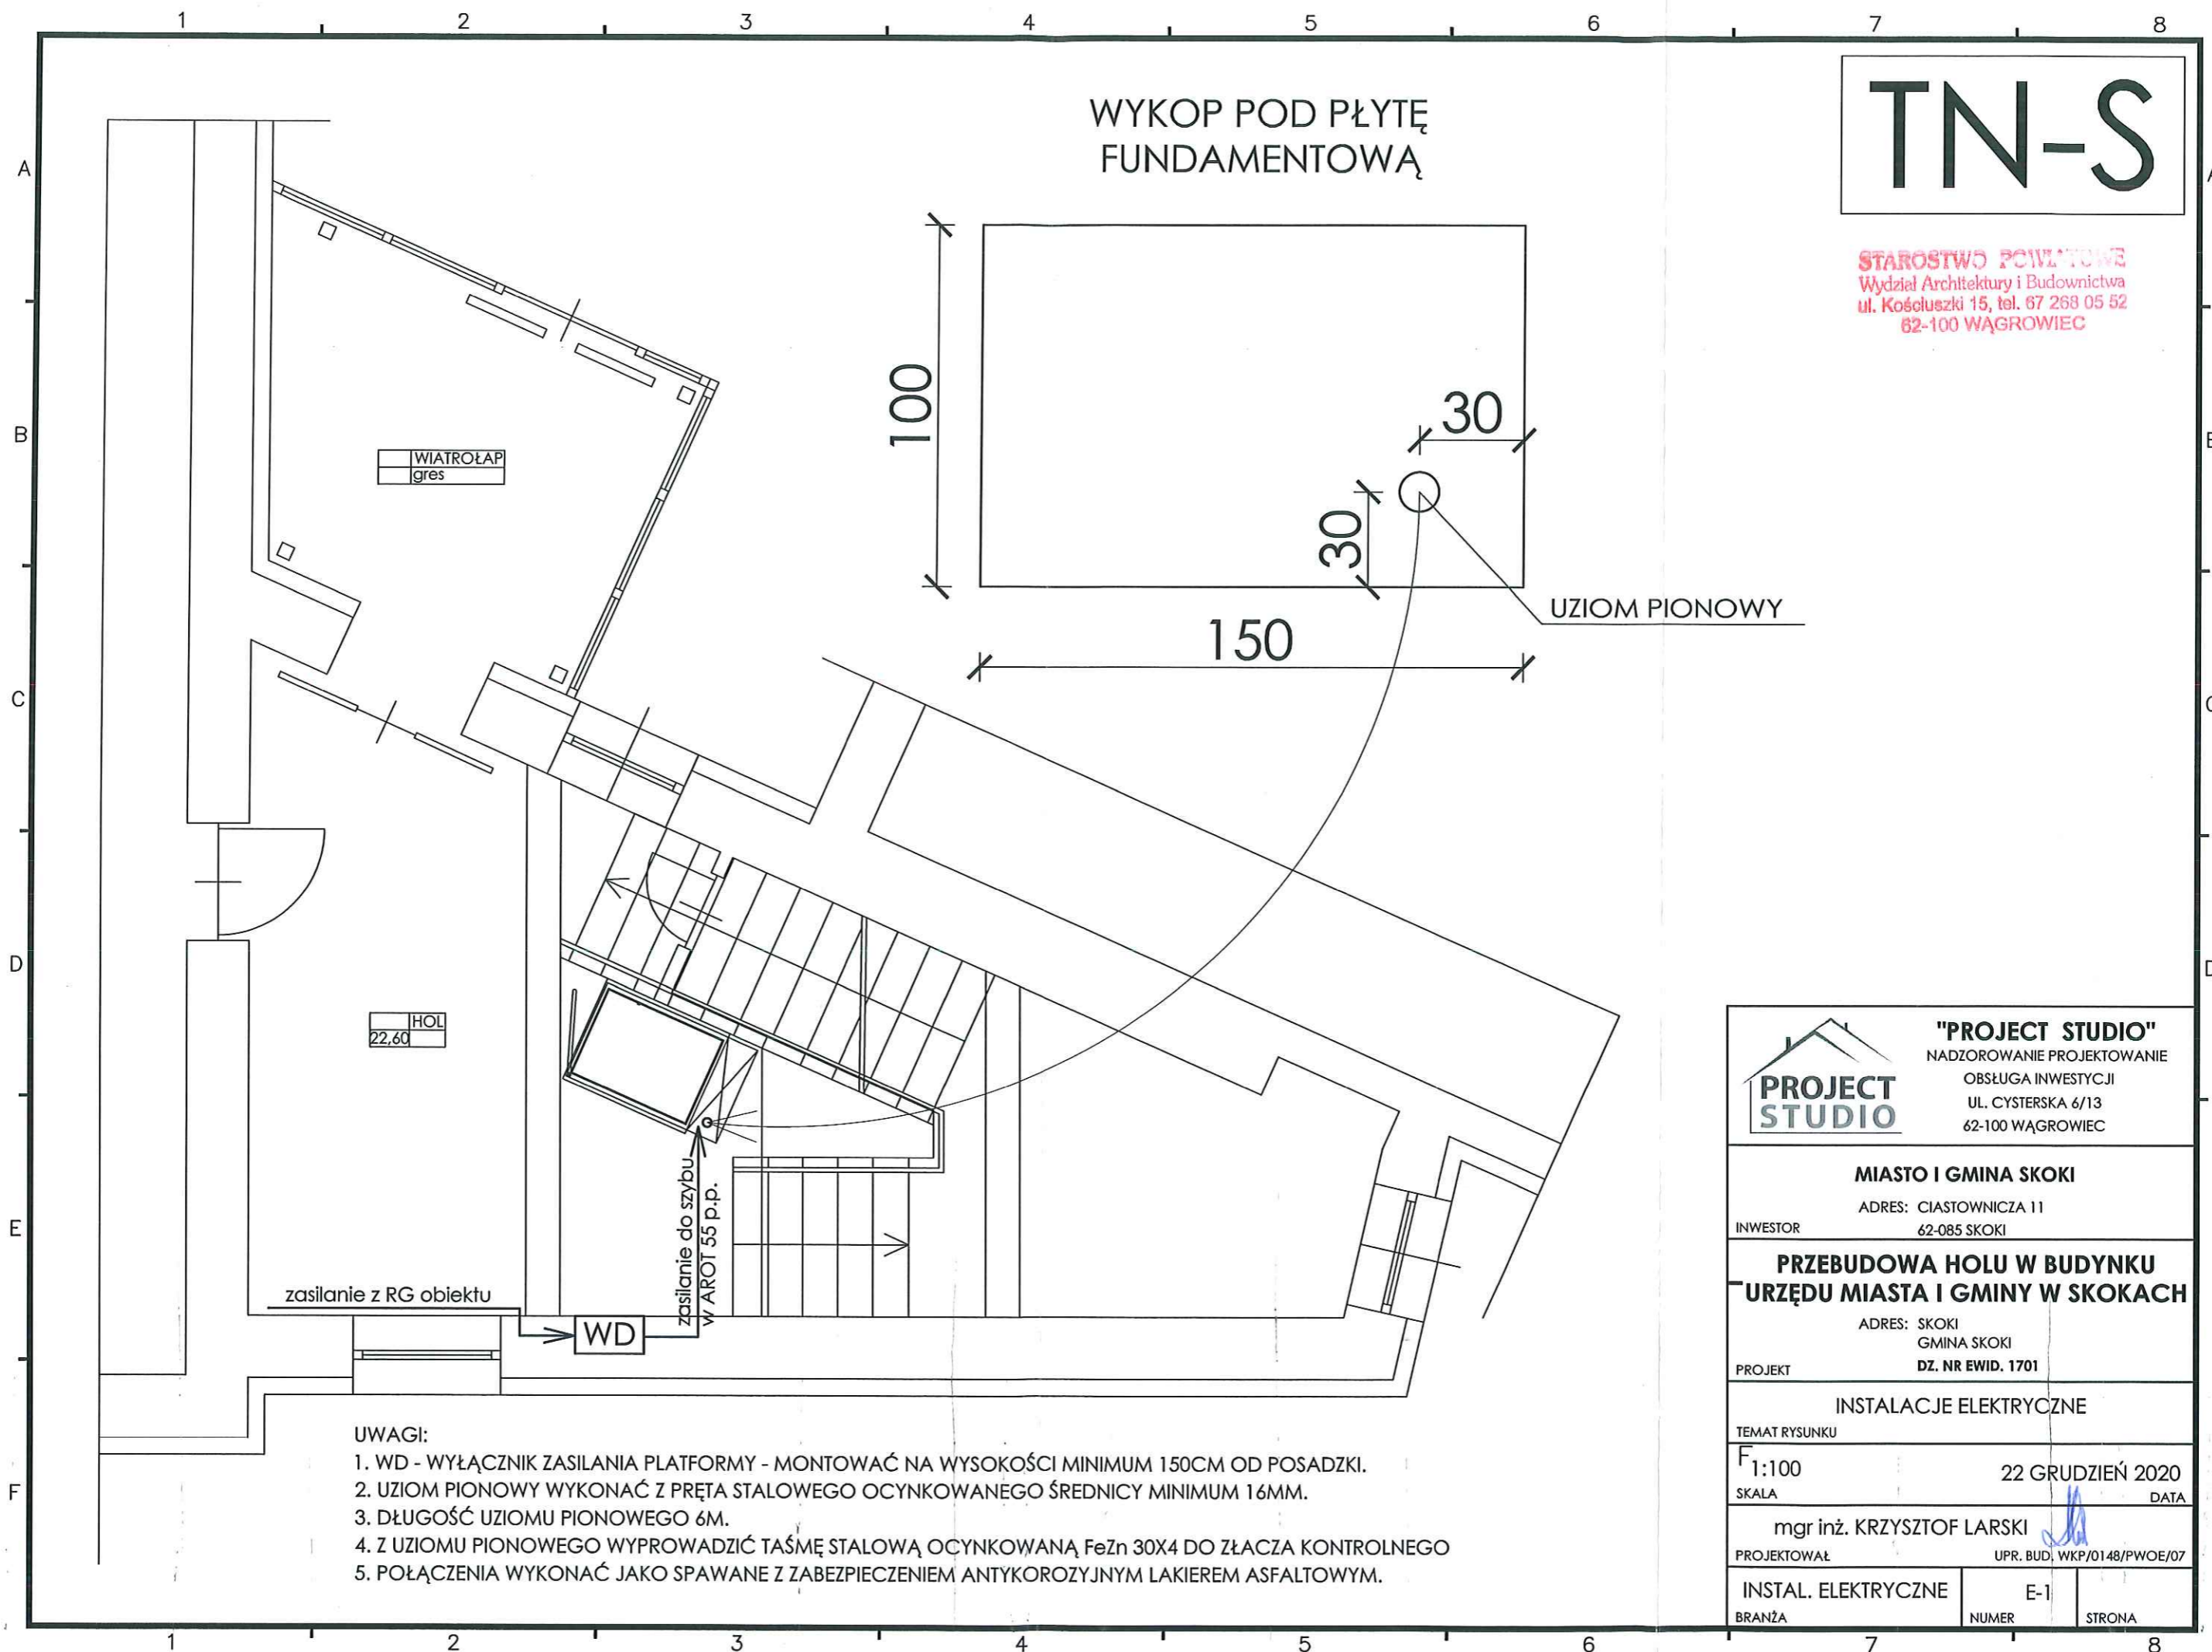 1 2 3 4 5 6 7 8
A
B
C
D
E
F
WYKOP POD PŁYTĘ
FUNDAMENTOWĄ
TN-S
STAROSTWO
Wydział Architektury i Budownictwa
ul. Kościuszki 15, tel. 67 268 05 52
62-100 WĄGROWIEC
100
30
30
150
UZIOM PIONOWY
WIATROŁAP
gres
HOL
22,60
zasilanie do szybu
w AROT 55 p.p.
zasilanie z RG obiektu
WD
UWAGI:
1. WD - WYŁĄCZNIK ZASILANIA PLATFORMY - MONTOWAĆ NA WYSOKOŚCI MINIMUM 150CM OD POSADZKI.
2. UZIOM PIONOWY WYKONAĆ Z PRĘTA STALOWEGO OCYNKOWANEGO ŚREDNICY MINIMUM 16MM.
3. DŁUGOŚĆ UZIOMU PIONOWEGO 6M.
4. Z UZIOMU PIONOWEGO WYPROWADZIĆ TAŚMĘ STALOWĄ OCYNKOWANĄ FeZn 30X4 DO ZŁACZA KONTROLNEGO
5. POŁĄCZENIA WYKONAĆ JAKO SPAWANE Z ZABEZPIECZENIEM ANTYKOROZYJNYM LAKIEREM ASFALTOWYM.
PROJECT
STUDIO
"PROJECT STUDIO"
NADZOROWANIE PROJEKTOWANIE
OBSŁUGA INWESTYCJI
UL. CYSTERSKA 6/13
62-100 WĄGROWIEC
MIASTO I GMINA SKOKI
ADRES: CIASTOWNICZA 11
62-085 SKOKI
INWESTOR
PRZEBUDOWA HOLU W BUDYNKU
URZĘDU MIASTA I GMINY W SKOKACH
ADRES: SKOKI
GMINA SKOKI
DZ. NR EWID. 1701
PROJEKT
INSTALACJE ELEKTRYCZNE
TEMAT RYSUNKU
1:100
22 GRUDZIEŃ 2020
SKALA
DATA
mgr inż. KRZYSZTOF LARSKI
PROJEKTOWAŁ
UPR. BUD. WKP/0148/PWOE/07
INSTAL. ELEKTRYCZNE
E-1
BRANŻA
NUMER
STRONA
1 2 3 4 5 6 7 8